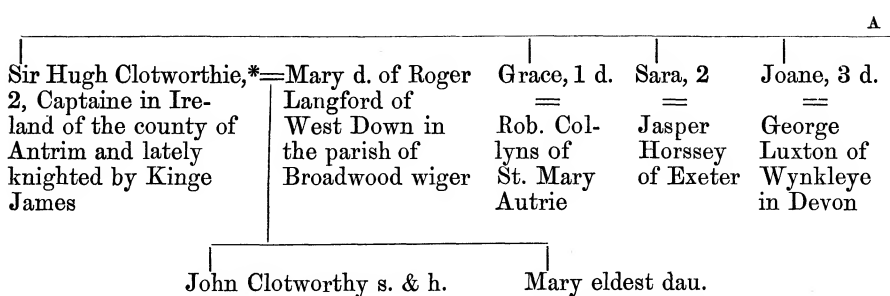 A
Sir Hugh Clotworthie,*=Mary d. of Roger
2, Captaine in Ire-
land of the county of
Antrim and lately
knighted by Kinge
James
Langford of
West Down in
the parish of
Broadwood wiger
Grace, 1 d.
=
Rob. Col-
lyns of
St. Mary
Autrie
Sara, 2
=
Jasper
Horssey
of Exeter
Joane, 3 d.
=
George
Luxton of
Wynkleye
in Devon
John Clotworthy s. & h.
Mary eldest dau.